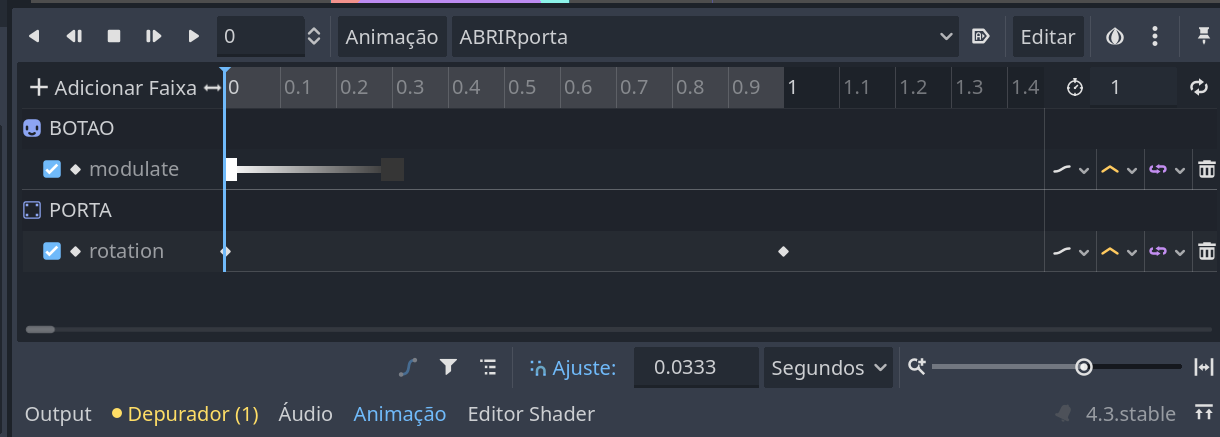 0 Animação ABRIRporta Editar
Adicionar Faixa 0 0.1 0.2 0.3 0.4 0.5 0.6 0.7 0.8 0.9 1 1.1 1.2 1.3 1.4 1
BOTAO
modulate
PORTA
rotation
Ajuste: 0.0333 Segundos
Output Depurador (1) Áudio Animação Editor Shader 4.3.stable